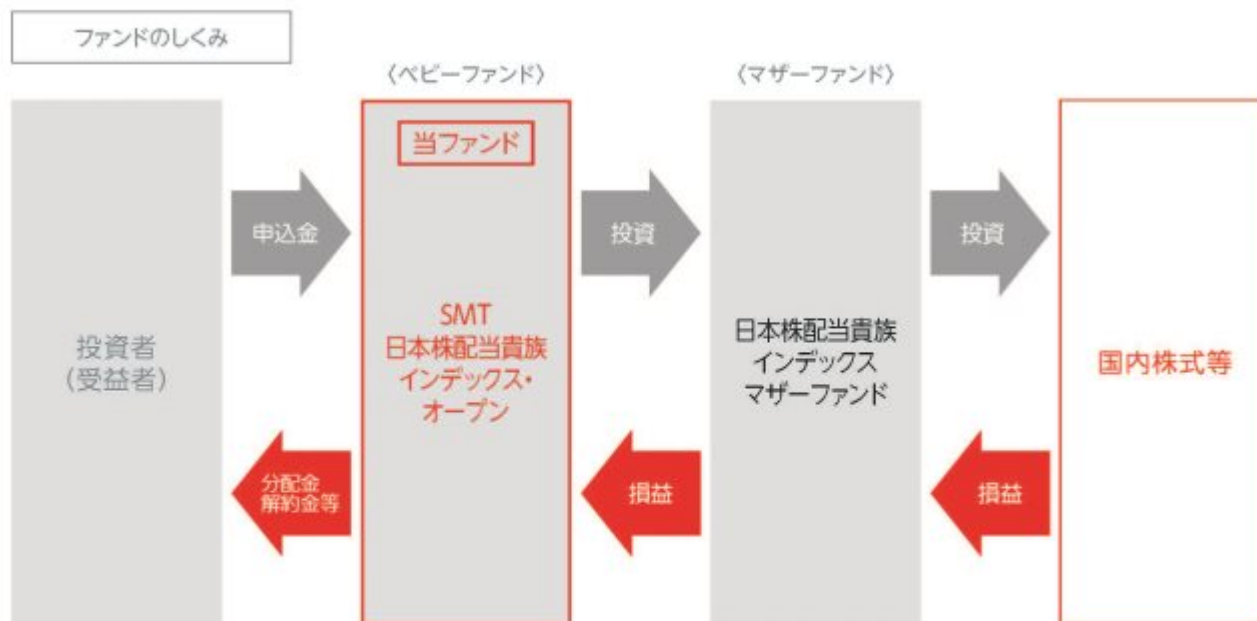 ファンドのしくみ
〈ベビーファンド〉
〈マザーファンド〉
当ファンド
申込金
投資
投資
投資者
(受益者)
SMT
日本株配当貴族
インデックス・
オープン
日本株配当貴族
インデックス
マザーファンド
国内株式等
分配金
解約金等
損益
損益